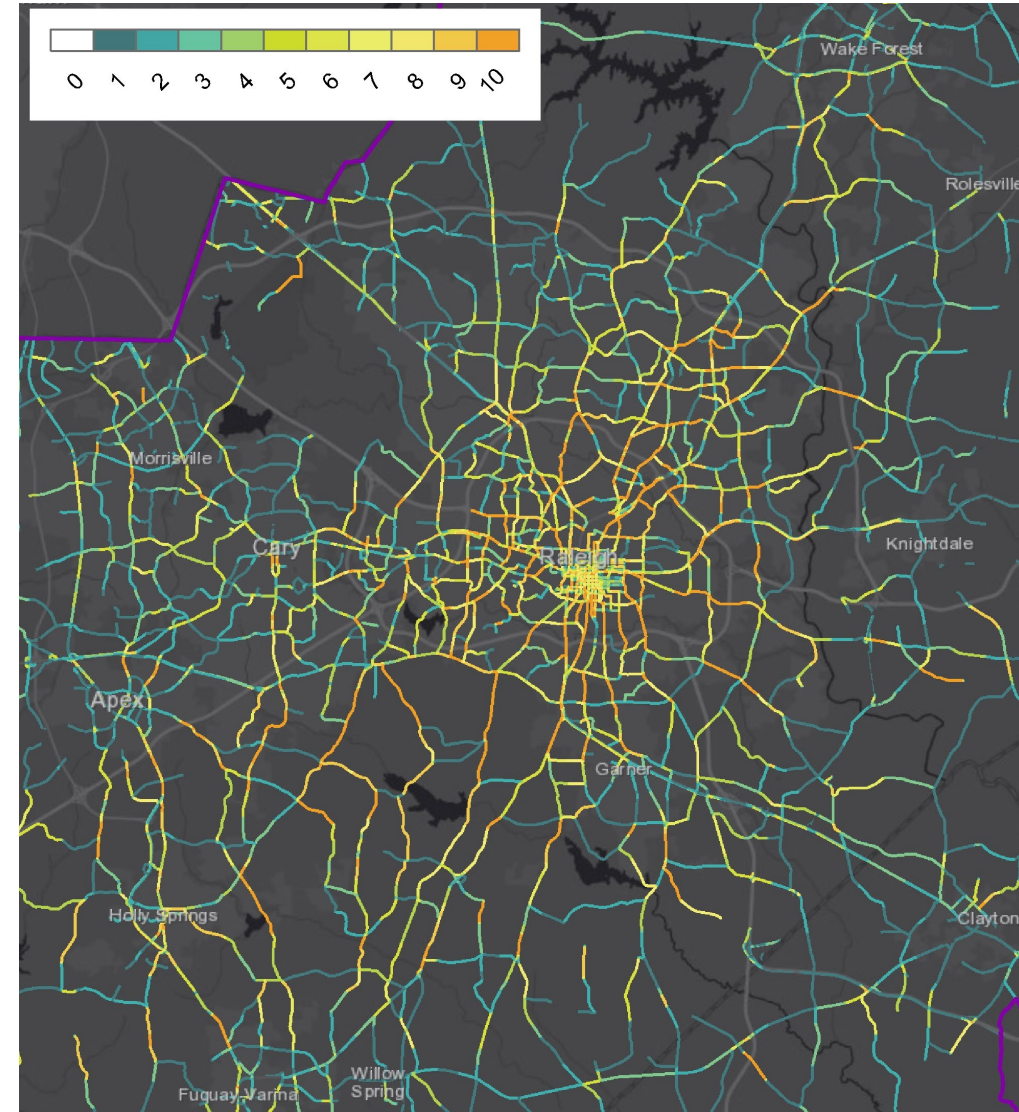 0 1 2 3 4 5 6 7 8 9 10
Wake Forest
Rolesville
Morrisville
Cary
Raleigh
Knightdale
Apex
Garner
Holly Springs
Clayton
Willow
Spring
Fuquay-Varina